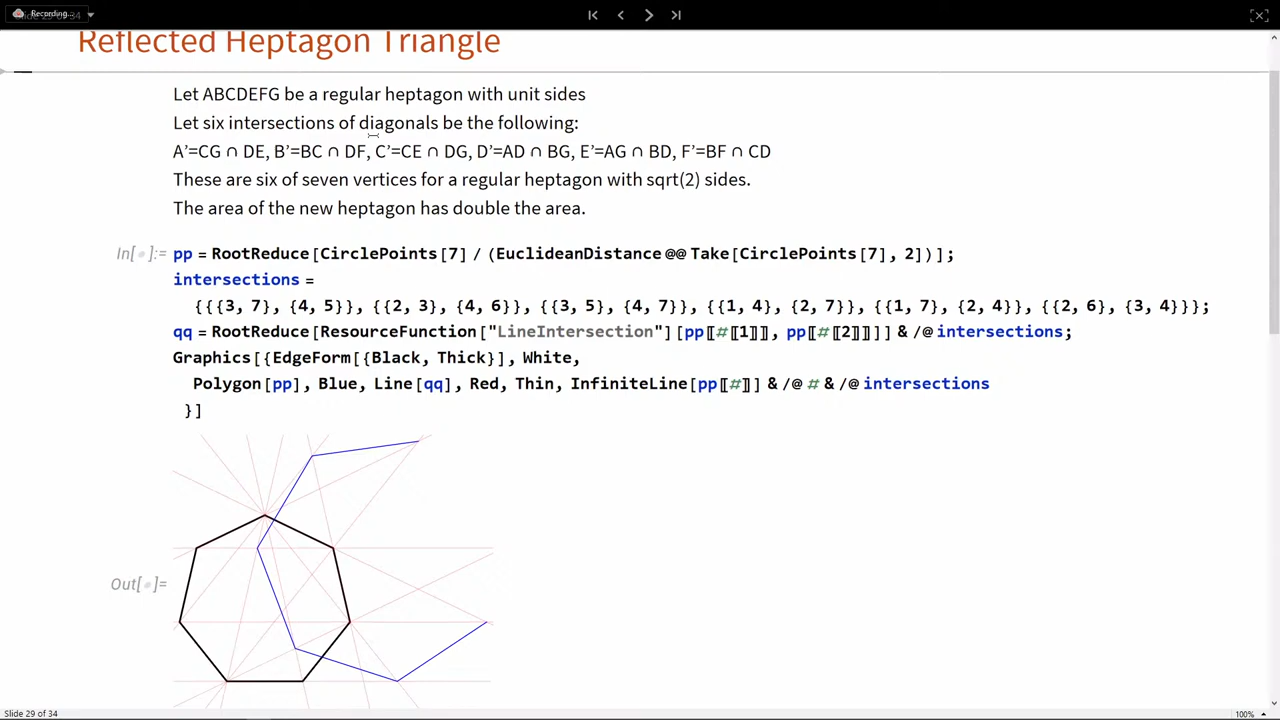 Recording...
Reflected Heptagon Triangle
Let ABCDEFG be a regular heptagon with unit sides
Let six intersections of diagonals be the following:
A’=CG ∩ DE, B’=BC ∩ DF, C’=CE ∩ DG, D’=AD ∩ BG, E’=AG ∩ BD, F’=BF ∩ CD
These are six of seven vertices for a regular heptagon with sqrt(2) sides.
The area of the new heptagon has double the area.
In[ ]:= pp = RootReduce[CirclePoints[7] / (EuclideanDistance @@ Take[CirclePoints[7], 2])];
intersections =
{{{3, 7}, {4, 5}}, {{2, 3}, {4, 6}}, {{3, 5}, {4, 7}}, {{1, 4}, {2, 7}}, {{1, 7}, {2, 4}}, {{2, 6}, {3, 4}}};
qq = RootReduce[ResourceFunction["LineIntersection"][pp〚#〚1〛〛, pp〚#〚2〛〛]] & /@ intersections;
Graphics[{EdgeForm[{Black, Thick}], White,
Polygon[pp], Blue, Line[qq], Red, Thin, InfiniteLine[pp〚#〛] & /@ # & /@ intersections
}]
Out[ ]=
Slide 29 of 34
100%